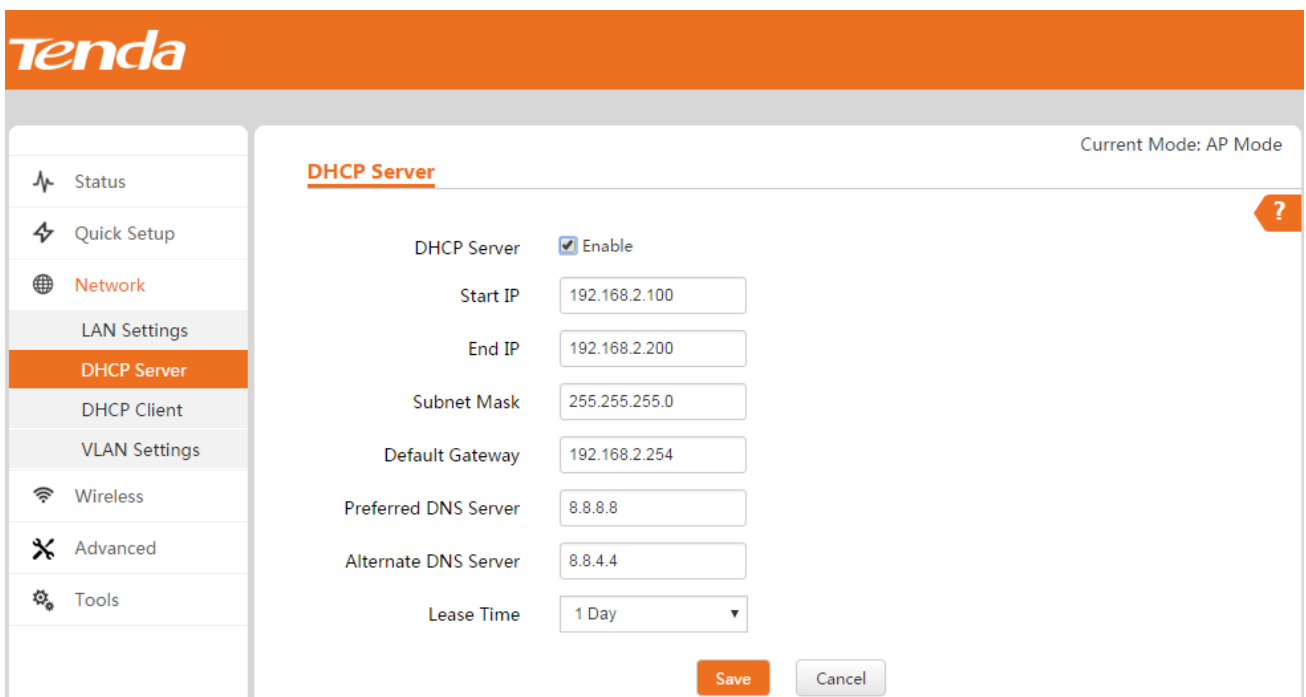 Tenda
Current Mode: AP Mode
Status
Quick Setup
Network
LAN Settings
DHCP Server
DHCP Client
VLAN Settings
Wireless
Advanced
Tools
DHCP Server
?
DHCP Server Enable
Start IP 192.168.2.100
End IP 192.168.2.200
Subnet Mask 255.255.255.0
Default Gateway 192.168.2.254
Preferred DNS Server 8.8.8.8
Alternate DNS Server 8.8.4.4
Lease Time 1 Day
Save Cancel